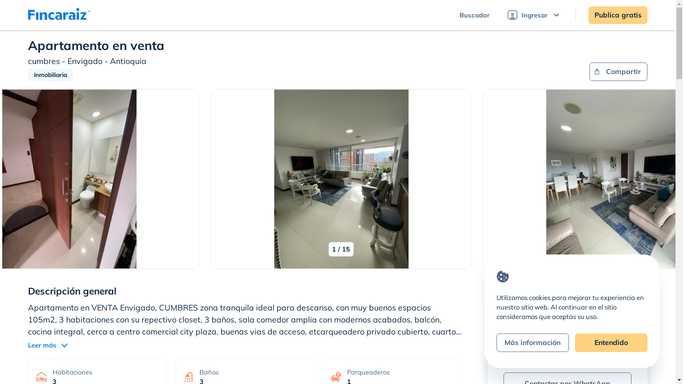 Fincaraiz
Buscador
Ingresar
Publica gratis
Apartamento en venta
cumbres - Envigado - Antioquia
Inmobiliaria
Compartir
1 / 15
Descripción general
Apartamento en VENTA Envigado, CUMBRES zona tranquila ideal para descanso, con muy buenos espacios
105m2, 3 habitaciones con su repectivo closet, 3 baños, sala comedor amplia con modernos acabados, balcón,
cocina integral, cerca a centro comercial city plaza, buenas vias de acceso, etcarqueadero privado cubierto, cuarto...
Leer más
Habitaciones
3
Baños
3
Parqueaderos
1
Utilizamos cookies para mejorar tu experiencia en
nuestro sitio web. Al continuar en el sitio
consideramos que aceptas su uso.
Más información
Entendido
Contactar por WhatsApp